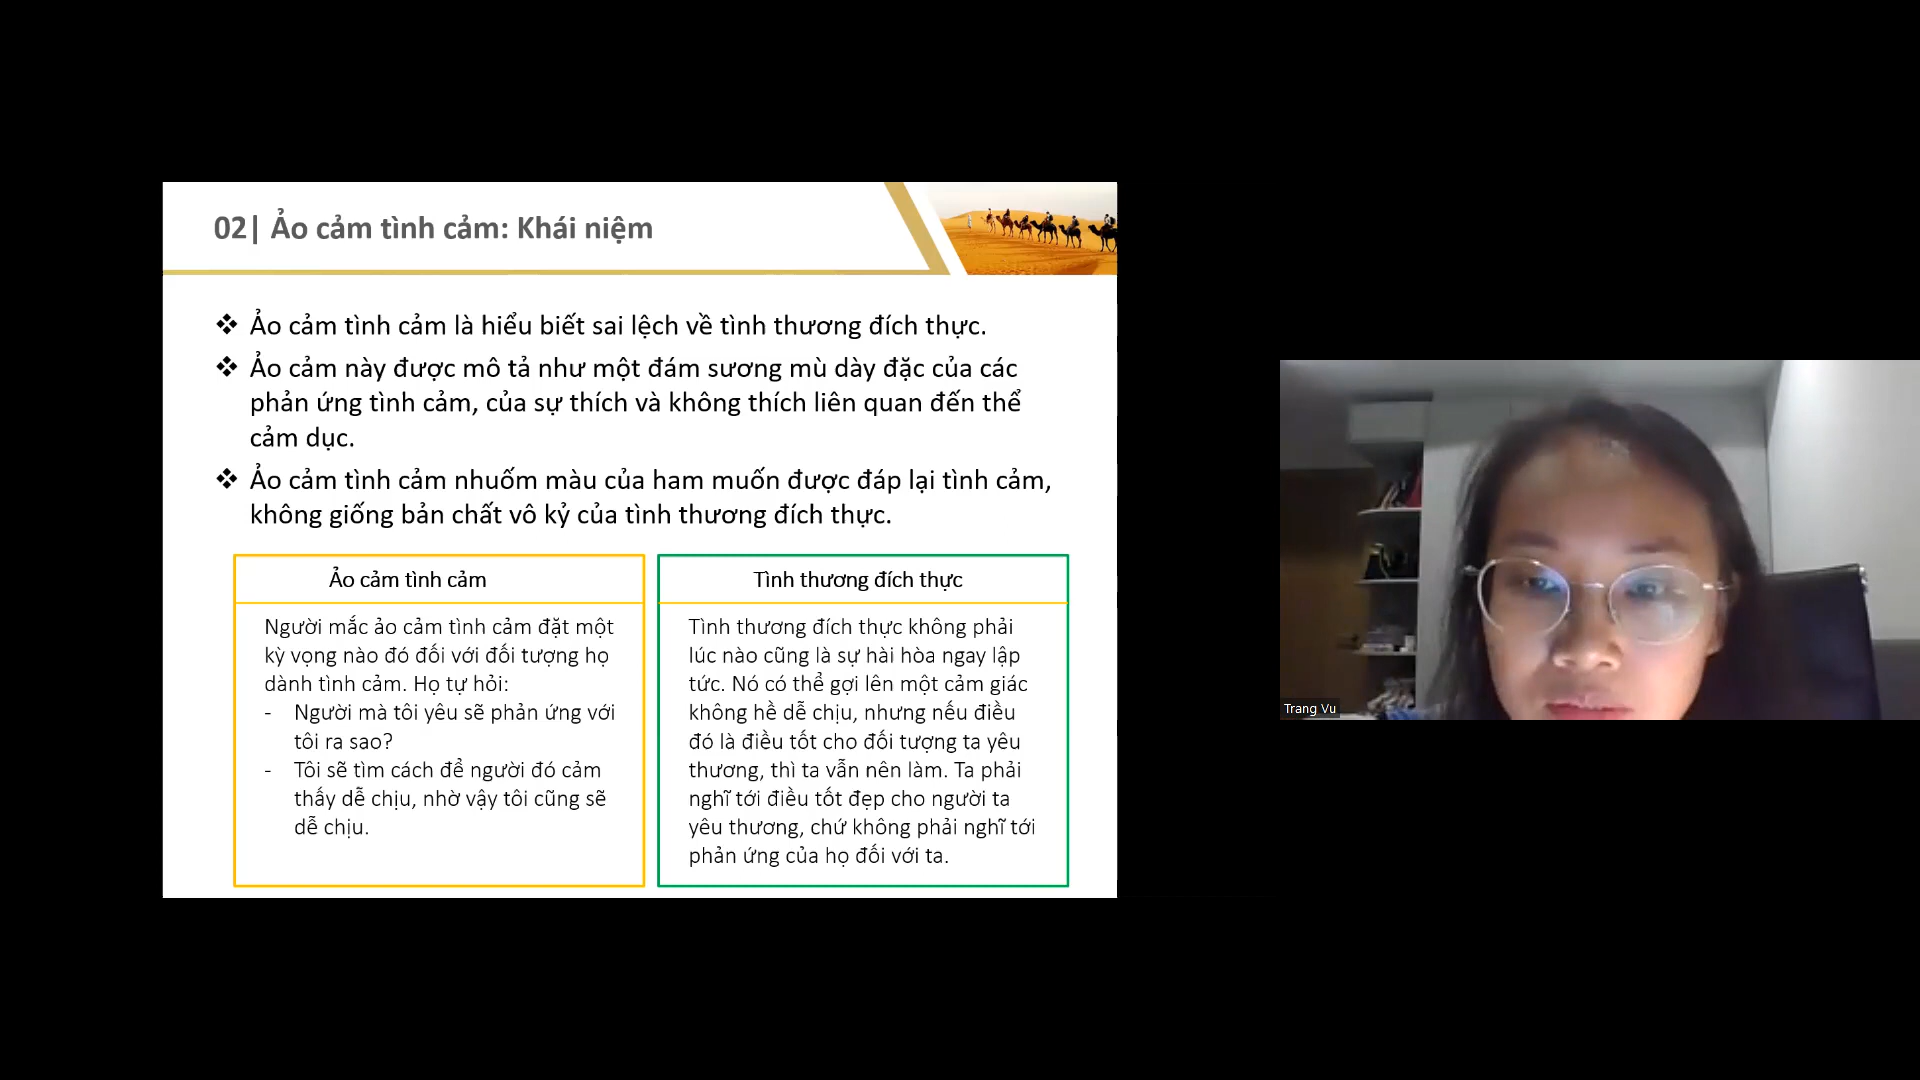 02| Ảo cảm tình cảm: Khái niệm
❖ Ảo cảm tình cảm là hiểu biết sai lệch về tình thương đích thực.
❖ Ảo cảm này được mô tả như một đám sương mù dày đặc của các
phản ứng tình cảm, của sự thích và không thích liên quan đến thể
cảm dục.
❖ Ảo cảm tình cảm nhuốm màu của ham muốn được đáp lại tình cảm,
không giống bản chất vô kỷ của tình thương đích thực.
Ảo cảm tình cảm
Người mắc ảo cảm tình cảm đặt một
kỳ vọng nào đó đối với đối tượng họ
dành tình cảm. Họ tự hỏi:
- Người mà tôi yêu sẽ phản ứng với
tôi ra sao?
- Tôi sẽ tìm cách để người đó cảm
thấy dễ chịu, nhờ vậy tôi cũng sẽ
dễ chịu.
Tình thương đích thực
Tình thương đích thực không phải
lúc nào cũng là sự hài hòa ngay lập
tức. Nó có thể gợi lên một cảm giác
không hề dễ chịu, nhưng nếu điều
đó là điều tốt cho đối tượng ta yêu
thương, thì ta vẫn nên làm. Ta phải
nghĩ tới điều tốt đẹp cho người ta
yêu thương, chứ không phải nghĩ tới
phản ứng của họ đối với ta.
Trang Vu